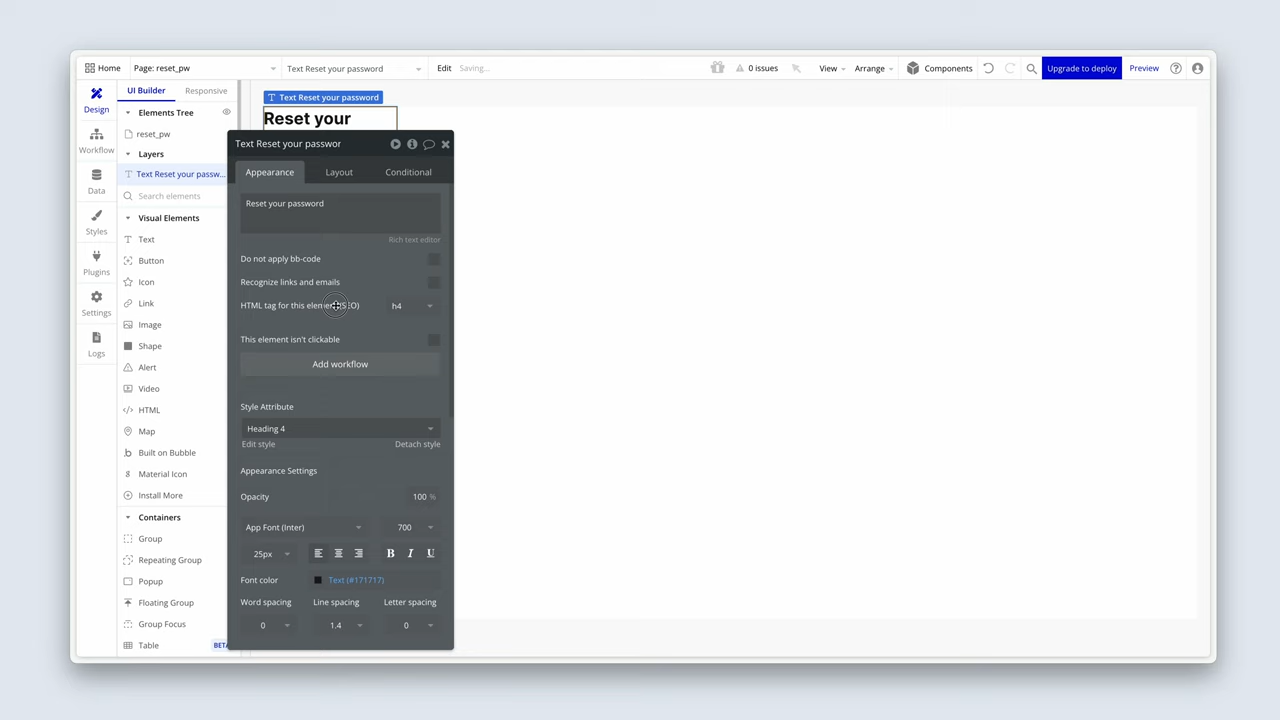 Home
Page: reset_pw
Text Reset your password
Edit
Saving...
0 issues
View
Arrange
Components
Upgrade to deploy
Preview
Design
Workflow
Data
Styles
Plugins
Settings
Logs
UI Builder
Responsive
Elements Tree
reset_pw
Layers
Text Reset your passw...
Search elements
Visual Elements
Text
Button
Icon
Link
Image
Shape
Alert
Video
HTML
Map
Built on Bubble
Material Icon
Install More
Containers
Group
Repeating Group
Popup
Floating Group
Group Focus
Table
BETA
Text Reset your password
Reset your
Text Reset your passwor
Appearance
Layout
Conditional
Reset your password
Rich text editor
Do not apply bb-code
Recognize links and emails
HTML tag for this element (SEO)
h4
This element isn't clickable
Add workflow
Style Attribute
Heading 4
Edit style
Detach style
Appearance Settings
Opacity
100 %
App Font (Inter)
700
25px
B I U
Font color
Text (#171717)
Word spacing
Line spacing
Letter spacing
0
1.4
0